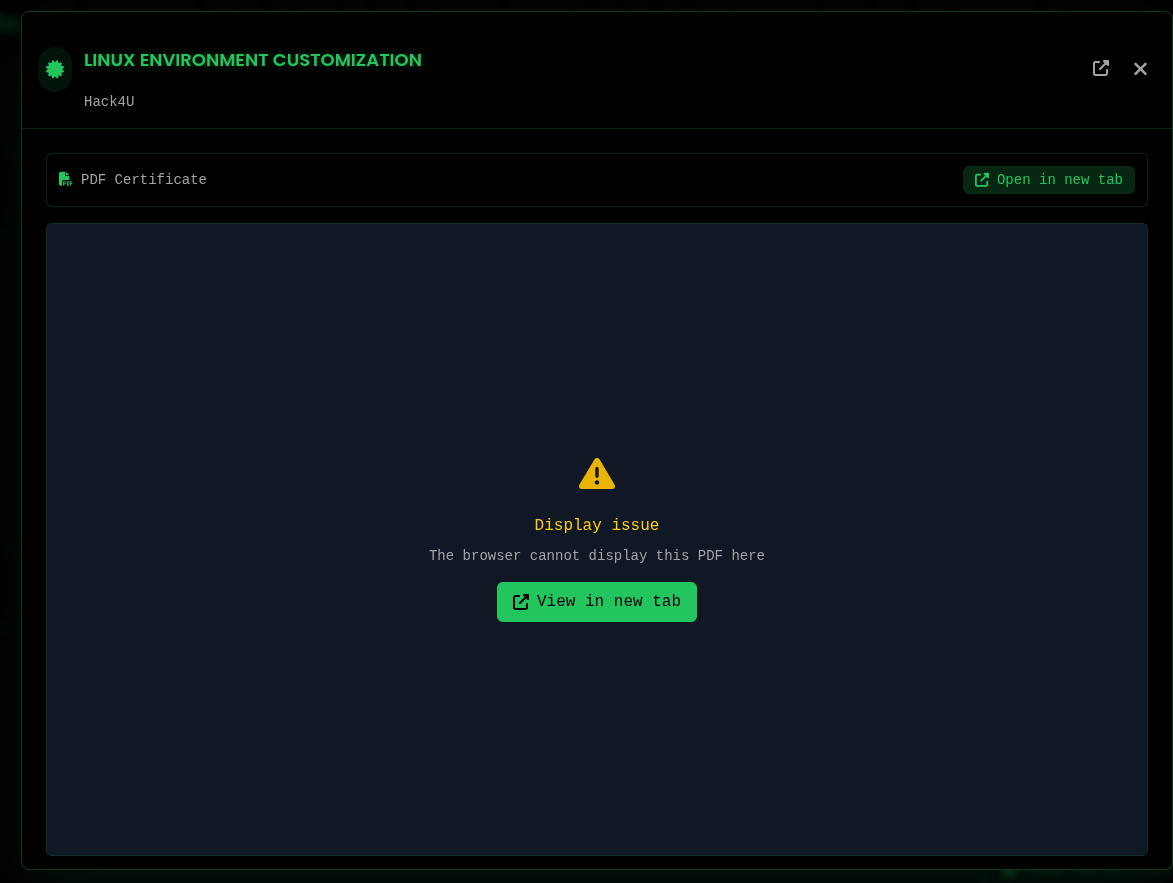 LINUX ENVIRONMENT CUSTOMIZATION
Hack4U
PDF Certificate
Open in new tab
Display issue
The browser cannot display this PDF here
View in new tab